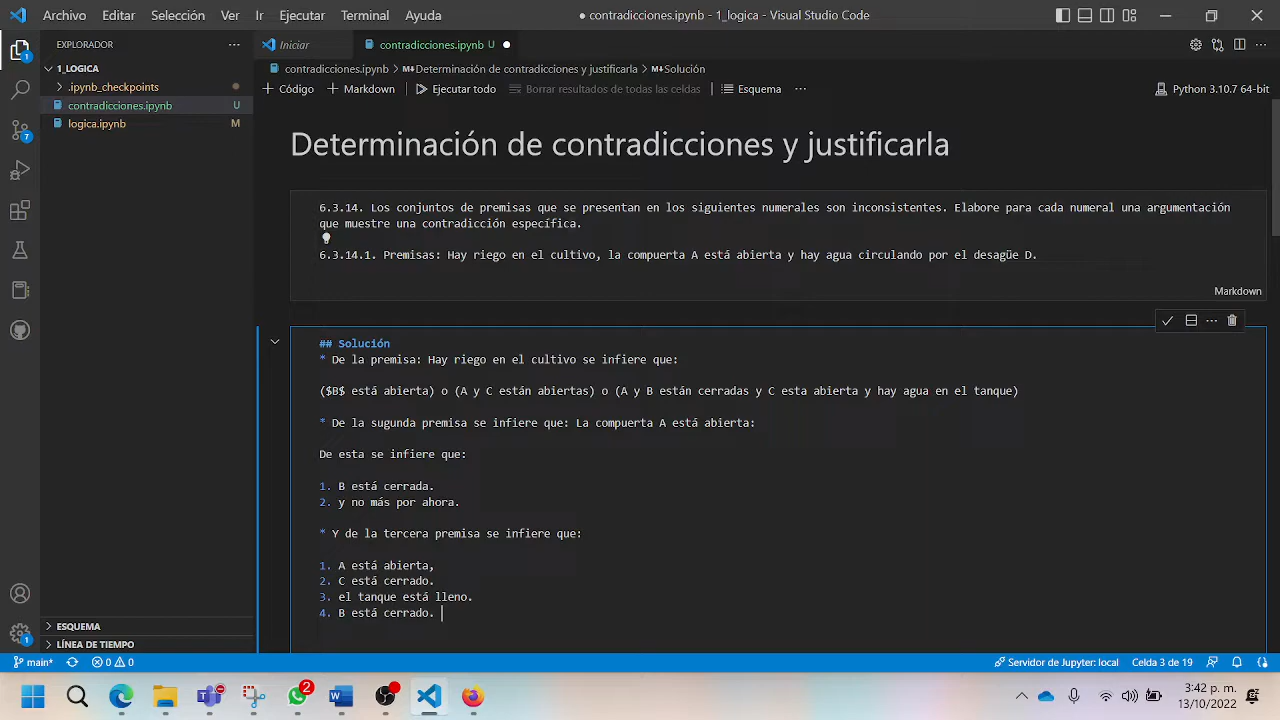 Archivo Editar Selección Ver Ir Ejecutar Terminal Ayuda
● contradicciones.ipynb - 1_logica - Visual Studio Code
EXPLORADOR
Iniciar
contradicciones.ipynb U
1_LOGICA
.ipynb_checkpoints
contradicciones.ipynb U
logica.ipynb M
contradicciones.ipynb > M↓Determinación de contradicciones y justificarla > M↓Solución
+ Código + Markdown Ejecutar todo Borrar resultados de todas las celdas Esquema ... Python 3.10.7 64-bit
Determinación de contradicciones y justificarla
6.3.14. Los conjuntos de premisas que se presentan en los siguientes numerales son inconsistentes. Elabore para cada numeral una argumentación
que muestre una contradicción específica.
6.3.14.1. Premisas: Hay riego en el cultivo, la compuerta A está abierta y hay agua circulando por el desagüe D.
Markdown
## Solución
* De la premisa: Hay riego en el cultivo se infiere que:
($B$ está abierta) o (A y C están abiertas) o (A y B están cerradas y C esta abierta y hay agua en el tanque)
* De la sugunda premisa se infiere que: La compuerta A está abierta:
De esta se infiere que:
1. B está cerrada.
2. y no más por ahora.
* Y de la tercera premisa se infiere que:
1. A está abierta,
2. C está cerrado.
3. el tanque está lleno.
4. B está cerrado.
ESQUEMA
LÍNEA DE TIEMPO
1
7
1
main* 0 0
Servidor de Jupyter: local Celda 3 de 19
2
3:42 p. m.
13/10/2022